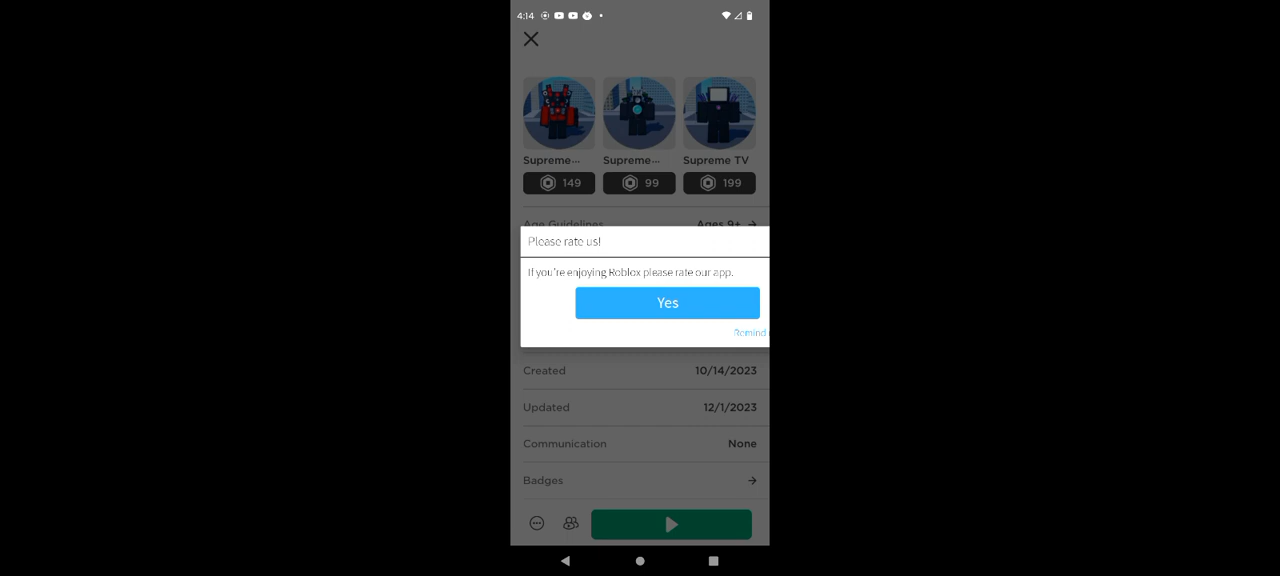 4:14
Supreme... Supreme... Supreme TV
149 99 199
Age Guidelines Ages 9+
Please rate us!
If you're enjoying Roblox please rate our app.
Yes
Remind
Created 10/14/2023
Updated 12/1/2023
Communication None
Badges